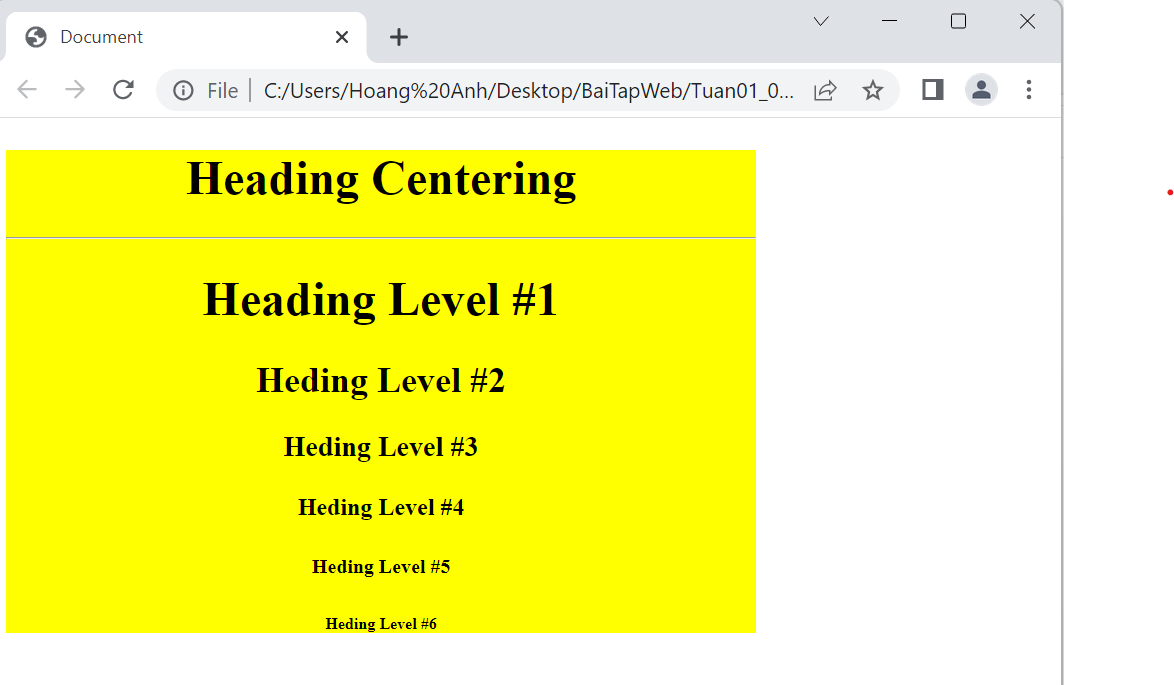 Document
File
C:/Users/Hoang%20Anh/Desktop/BaiTapWeb/Tuan01_0...
Heading Centering
Heading Level #1
Heding Level #2
Heding Level #3
Heding Level #4
Heding Level #5
Heding Level #6